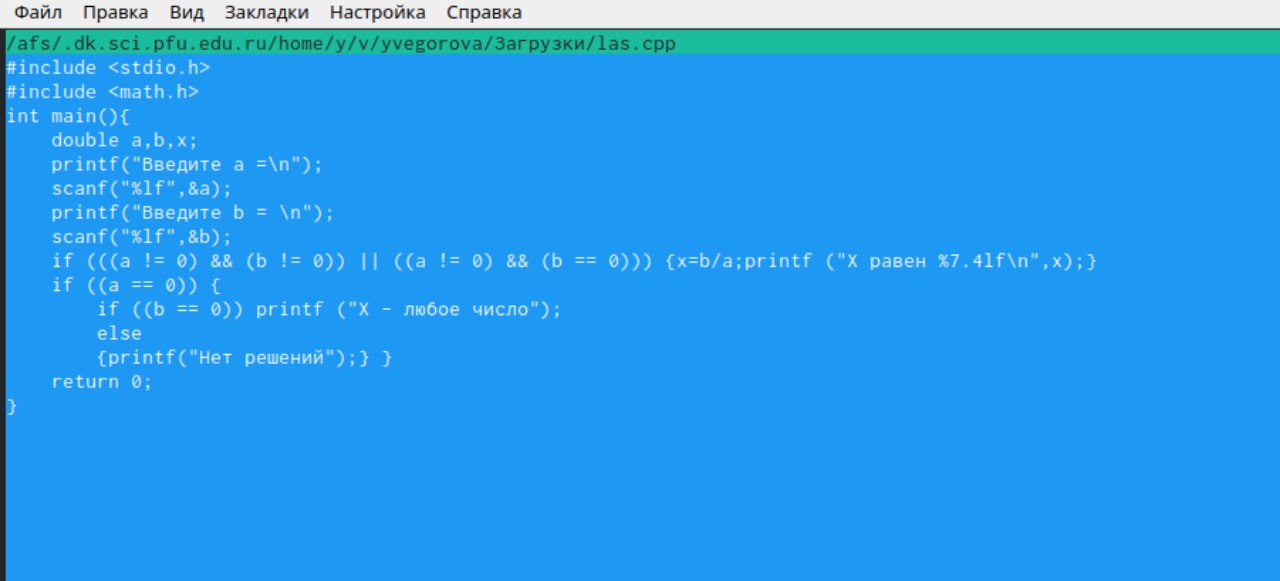 Файл Правка Вид Закладки Настройка Справка
/afs/.dk.sci.pfu.edu.ru/home/y/v/yvegorova/Загрузки/las.cpp
#include <stdio.h>
#include <math.h>
int main(){
    double a,b,x;
    printf("Введите a =\n");
    scanf("%lf",&a);
    printf("Введите b = \n");
    scanf("%lf",&b);
    if (((a != 0) && (b != 0)) || ((a != 0) && (b == 0))) {x=b/a;printf ("X равен %7.4lf\n",x);}
    if ((a == 0)) {
        if ((b == 0)) printf ("X - любое число");
        else
        {printf("Нет решений");} }
    return 0;
}